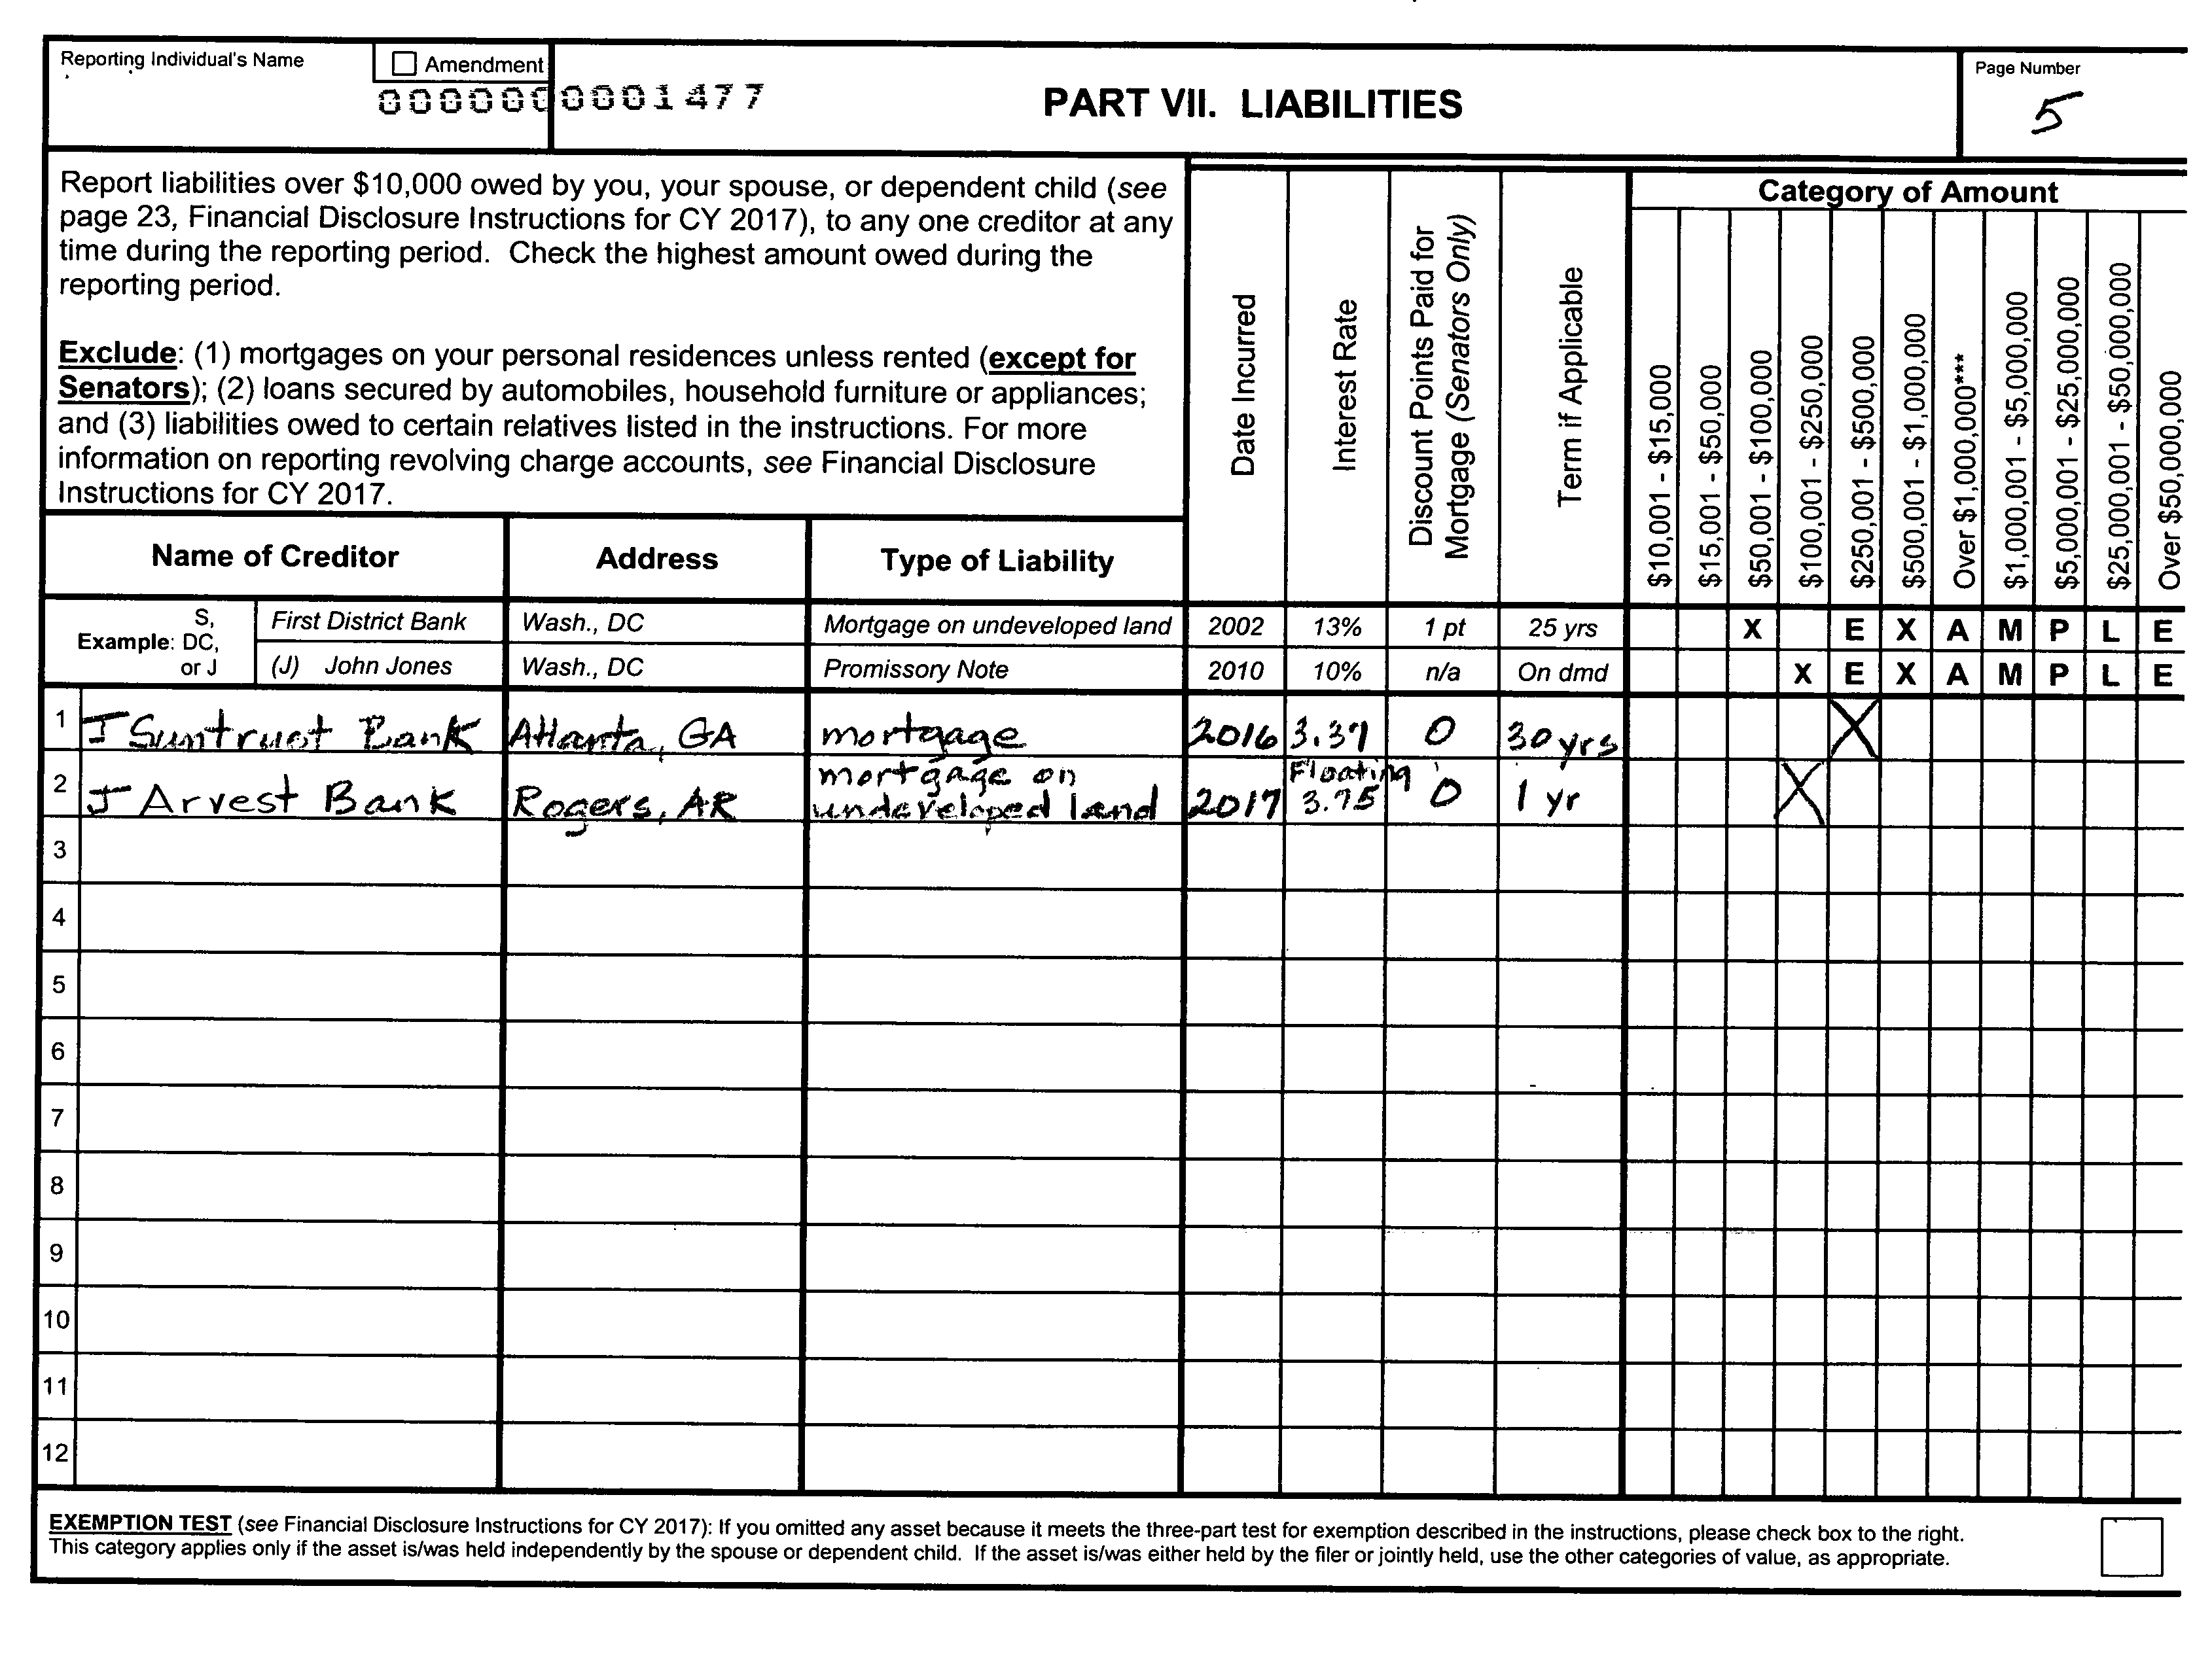 Reporting Individual's Name
☐ Amendment
0000000001477
PART VII. LIABILITIES
Page Number
5
Report liabilities over $10,000 owed by you, your spouse, or dependent child (see
page 23, Financial Disclosure Instructions for CY 2017), to any one creditor at any
time during the reporting period. Check the highest amount owed during the
reporting period.
Exclude: (1) mortgages on your personal residences unless rented (except for
Senators); (2) loans secured by automobiles, household furniture or appliances;
and (3) liabilities owed to certain relatives listed in the instructions. For more
information on reporting revolving charge accounts, see Financial Disclosure
Instructions for CY 2017.
Name of Creditor
Address
Type of Liability
Date Incurred
Interest Rate
Discount Points Paid for
Mortgage (Senators Only)
Term if Applicable
Category of Amount
$10,001 - $15,000
$15,001 - $50,000
$50,001 - $100,000
$100,001 - $250,000
$250,001 - $500,000
$500,001 - $1,000,000
Over $1,000,000***
$1,000,001 - $5,000,000
$5,000,001 - $25,000,000
$25,000,001 - $50,000,000
Over $50,000,000
Example: S,
DC,
or J
First District Bank Wash., DC Mortgage on undeveloped land 2002 13% 1 pt 25 yrs X E X A M P L E
(J) John Jones Wash., DC Promissory Note 2010 10% n/a On dmd X E X A M P L E
1 J Suntrust Bank Atlanta, GA mortgage 2016 3.37 0 30 yrs X
2 J Arvest Bank Rogers, AR mortgage on
undeveloped land 2017 Floating
3.75 0 1 yr X
3
4
5
6
7
8
9
10
11
12
EXEMPTION TEST (see Financial Disclosure Instructions for CY 2017): If you omitted any asset because it meets the three-part test for exemption described in the instructions, please check box to the right.
This category applies only if the asset is/was held independently by the spouse or dependent child. If the asset is/was either held by the filer or jointly held, use the other categories of value, as appropriate.